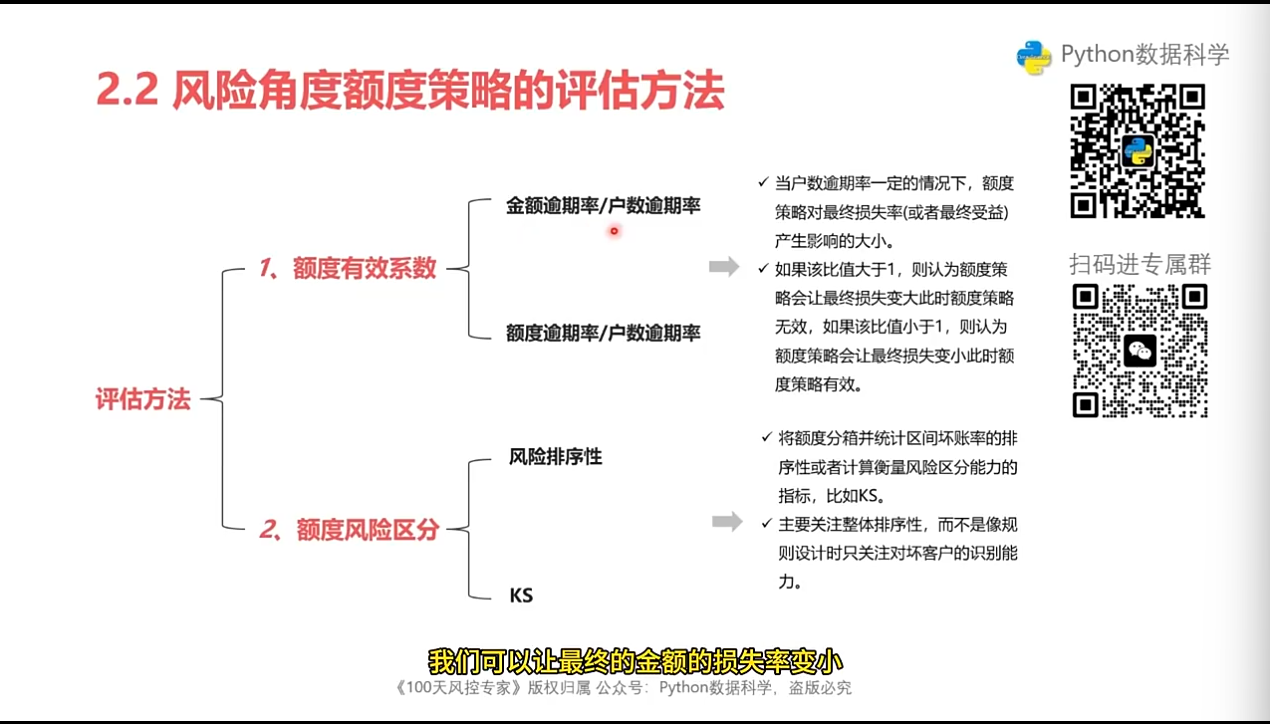 2.2 风险角度额度策略的评估方法
Python数据科学
扫码进专属群
评估方法
1、额度有效系数
金额逾期率/户数逾期率
额度逾期率/户数逾期率
✓ 当户数逾期率一定的情况下，额度
策略对最终损失率(或者最终受益)
产生影响的大小。
✓ 如果该比值大于1，则认为额度策
略会让最终损失变大此时额度策略
无效，如果该比值小于1，则认为
额度策略会让最终损失变小此时额
度策略有效。
2、额度风险区分
风险排序性
KS
✓ 将额度分箱并统计区间坏账率的排
序性或者计算衡量风险区分能力的
指标，比如KS。
✓ 主要关注整体排序性，而不是像规
则设计时只关注对坏客户的识别能
力。
我们可以让最终的金额的损失率变小
《100天风控专家》版权归属 公众号：Python数据科学，盗版必究